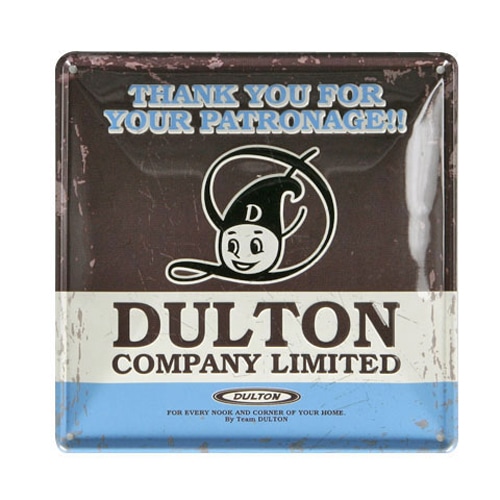 THANK YOU FOR
YOUR PATRONAGE!!
D
DULTON
COMPANY LIMITED
DULTON
FOR EVERY NOOK AND CORNER OF YOUR HOME.
By Team DULTON